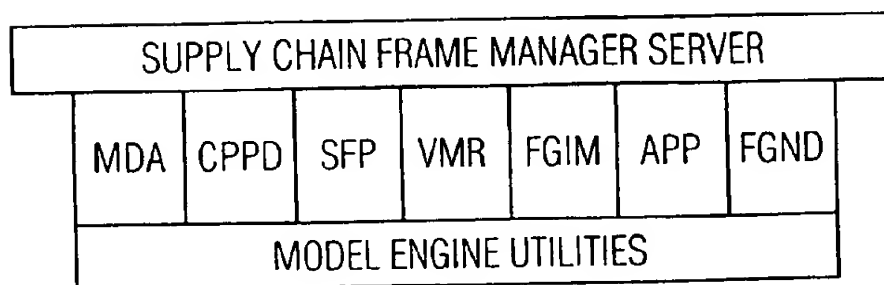 SUPPLY CHAIN FRAME MANAGER SERVER
MDA CPPD SFP VMR FGIM APP FGND
MODEL ENGINE UTILITIES